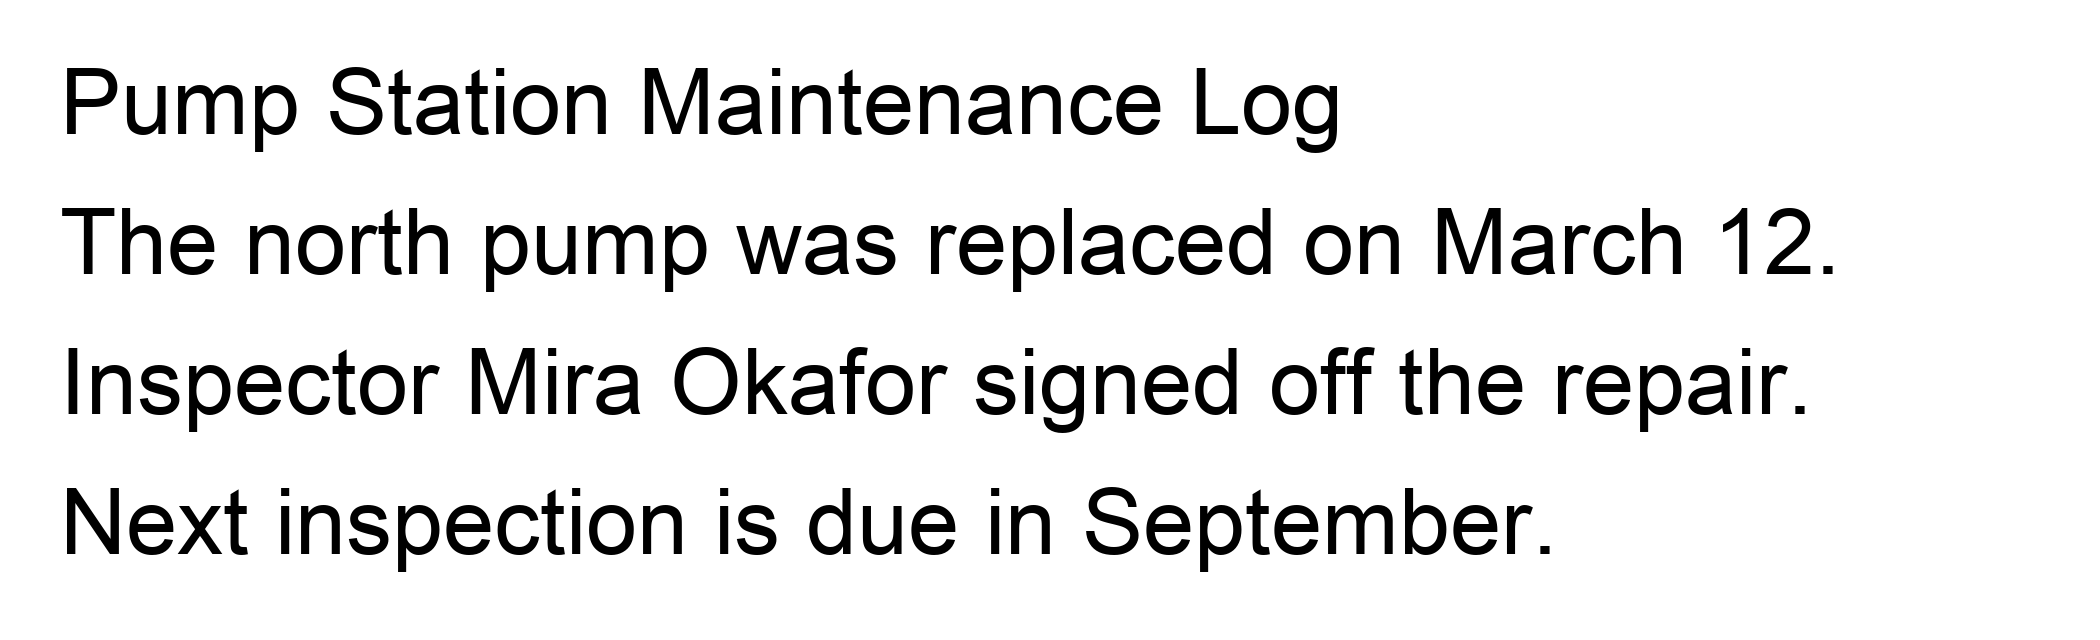 Pump Station Maintenance Log
The north pump was replaced on March 12.
Inspector Mira Okafor signed off the repair.
Next inspection is due in September.